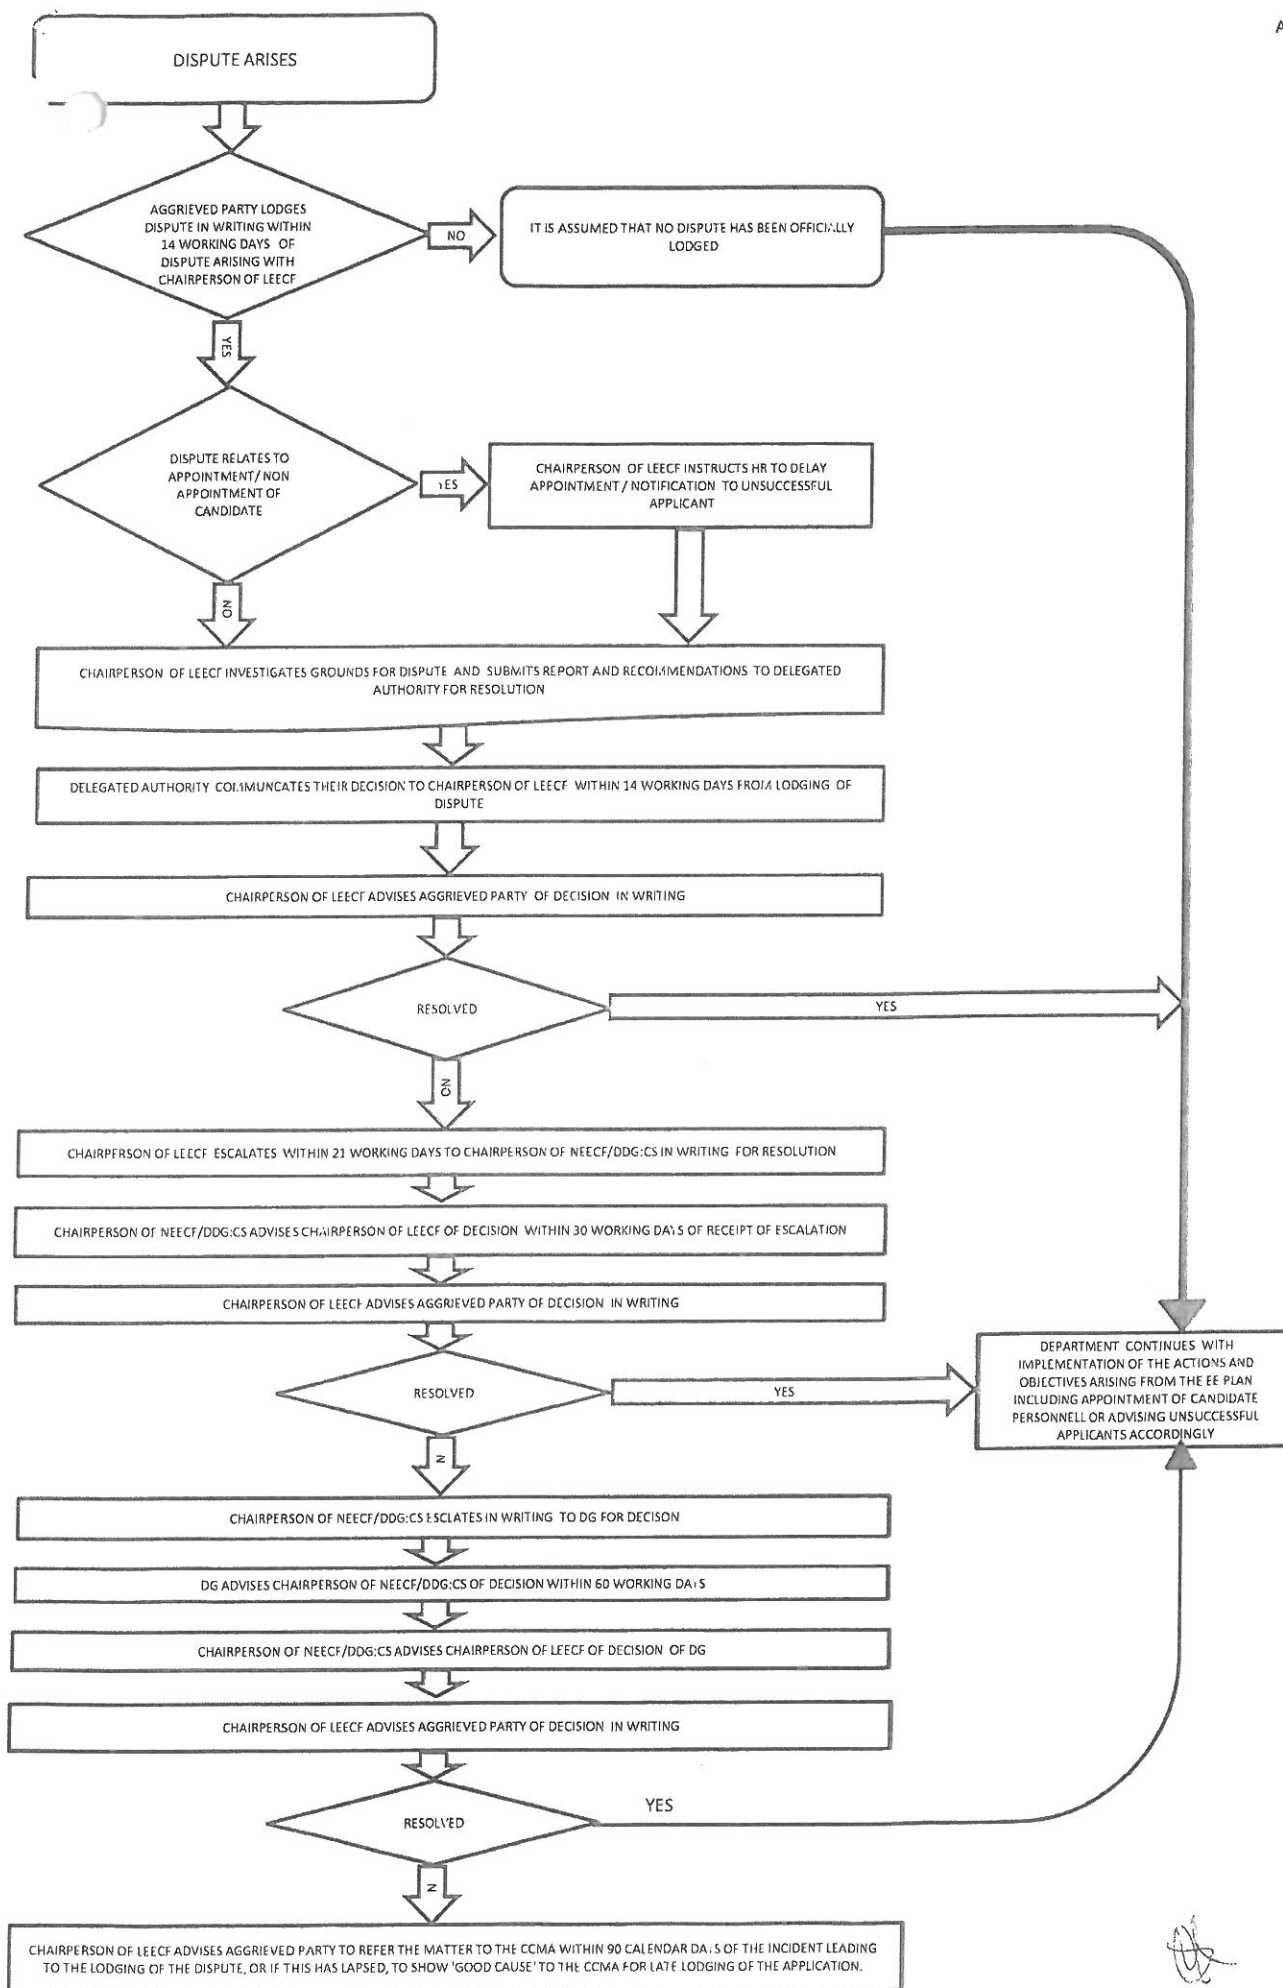 A
DISPUTE ARISES
AGGRIEVED PARTY LODGES
DISPUTE IN WRITING WITHIN
14 WORKING DAYS OF
DISPUTE ARISING WITH
CHAIRPERSON OF LEECF
NO
IT IS ASSUMED THAT NO DISPUTE HAS BEEN OFFICIALLY
LODGED
YES
DISPUTE RELATES TO
APPOINTMENT/ NON
APPOINTMENT OF
CANDIDATE
YES
CHAIRPERSON OF LEECF INSTRUCTS HR TO DELAY
APPOINTMENT / NOTIFICATION TO UNSUCCESSFUL
APPLICANT
NO
CHAIRPERSON OF LEECF INVESTIGATES GROUNDS FOR DISPUTE AND SUBMITS REPORT AND RECOMMENDATIONS TO DELEGATED
AUTHORITY FOR RESOLUTION
DELEGATED AUTHORITY COMMUNCATES THEIR DECISION TO CHAIRPERSON OF LEECF WITHIN 14 WORKING DAYS FROM LODGING OF
DISPUTE
CHAIRPERSON OF LEECF ADVISES AGGRIEVED PARTY OF DECISION IN WRITING
RESOLVED
YES
NO
CHAIRPERSON OF LEECF ESCALATES WITHIN 21 WORKING DAYS TO CHAIRPERSON OF NEECF/DDG:CS IN WRITING FOR RESOLUTION
CHAIRPERSON OF NEECF/DDG:CS ADVISES CHAIRPERSON OF LEECF OF DECISION WITHIN 30 WORKING DAYS OF RECEIPT OF ESCALATION
CHAIRPERSON OF LEECF ADVISES AGGRIEVED PARTY OF DECISION IN WRITING
RESOLVED
YES
DEPARTMENT CONTINUES WITH
IMPLEMENTATION OF THE ACTIONS AND
OBJECTIVES ARISING FROM THE EE PLAN
INCLUDING APPOINTMENT OF CANDIDATE
PERSONNELL OR ADVISING UNSUCCESSFUL
APPLICANTS ACCORDINGLY
N
CHAIRPERSON OF NEECF/DDG:CS ESCLATES IN WRITING TO DG FOR DECISON
DG ADVISES CHAIRPERSON OF NEECF/DDG:CS OF DECISION WITHIN 60 WORKING DAYS
CHAIRPERSON OF NEECF/DDG:CS ADVISES CHAIRPERSON OF LEECF OF DECISION OF DG
CHAIRPERSON OF LEECF ADVISES AGGRIEVED PARTY OF DECISION IN WRITING
RESOLVED
YES
N
CHAIRPERSON OF LEECF ADVISES AGGRIEVED PARTY TO REFER THE MATTER TO THE CCMA WITHIN 90 CALENDAR DAYS OF THE INCIDENT LEADING
TO THE LODGING OF THE DISPUTE, OR IF THIS HAS LAPSED, TO SHOW 'GOOD CAUSE' TO THE CCMA FOR LATE LODGING OF THE APPLICATION.